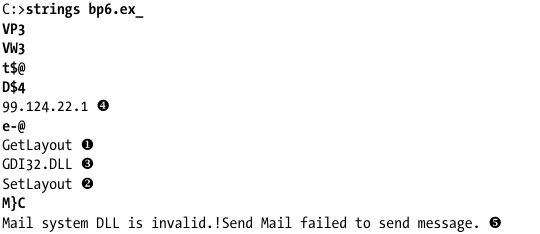 C:>strings bp6.ex_
VP3
VW3
t$@
D$4
99.124.22.1 ❹
e-@
GetLayout ❶
GDI32.DLL ❸
SetLayout ❷
M}C
Mail system DLL is invalid.!Send Mail failed to send message. ❺